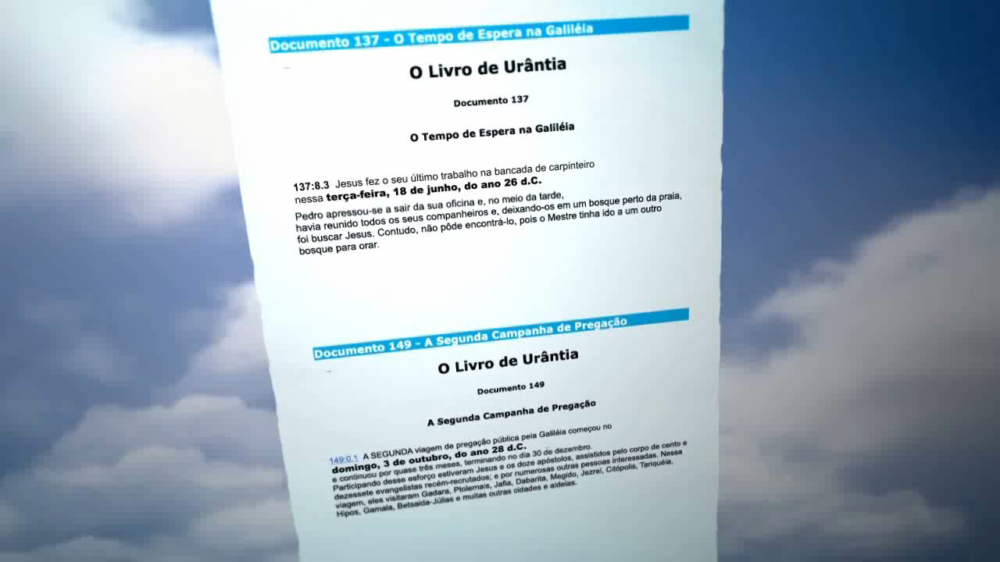 Documento 137 - O Tempo de Espera na Galiléia
O Livro de Urântia
Documento 137
O Tempo de Espera na Galiléia
137:8.3 Jesus fez o seu último trabalho na bancada de carpinteiro
nessa terça-feira, 18 de junho, do ano 26 d.C.
Pedro apressou-se a sair da sua oficina e, no meio da tarde,
havia reunido todos os seus companheiros e, deixando-os em um bosque perto da praia,
foi buscar Jesus. Contudo, não pôde encontrá-lo, pois o Mestre tinha ido a um outro
bosque para orar.
Documento 149 - A Segunda Campanha de Pregação
O Livro de Urântia
Documento 149
A Segunda Campanha de Pregação
149:0.1 A SEGUNDA viagem de pregação pública pela Galiléia começou no
domingo, 3 de outubro, do ano 28 d.C.
e continuou por quase três meses, terminando no dia 30 de dezembro.
Participando desse esforço estiveram Jesus e os doze apóstolos, assistidos pelo corpo de cento e
dezessete evangelistas recém-recrutados; e por numerosas outras pessoas interessadas. Nessa
viagem, eles visitaram Gadara, Ptolemais, Jafia, Dabarita, Megido, Jezrel, Citópolis, Tariquéia,
Hipos, Gamala, Betsaida-Júlias e muitas outras cidades e aldeias.